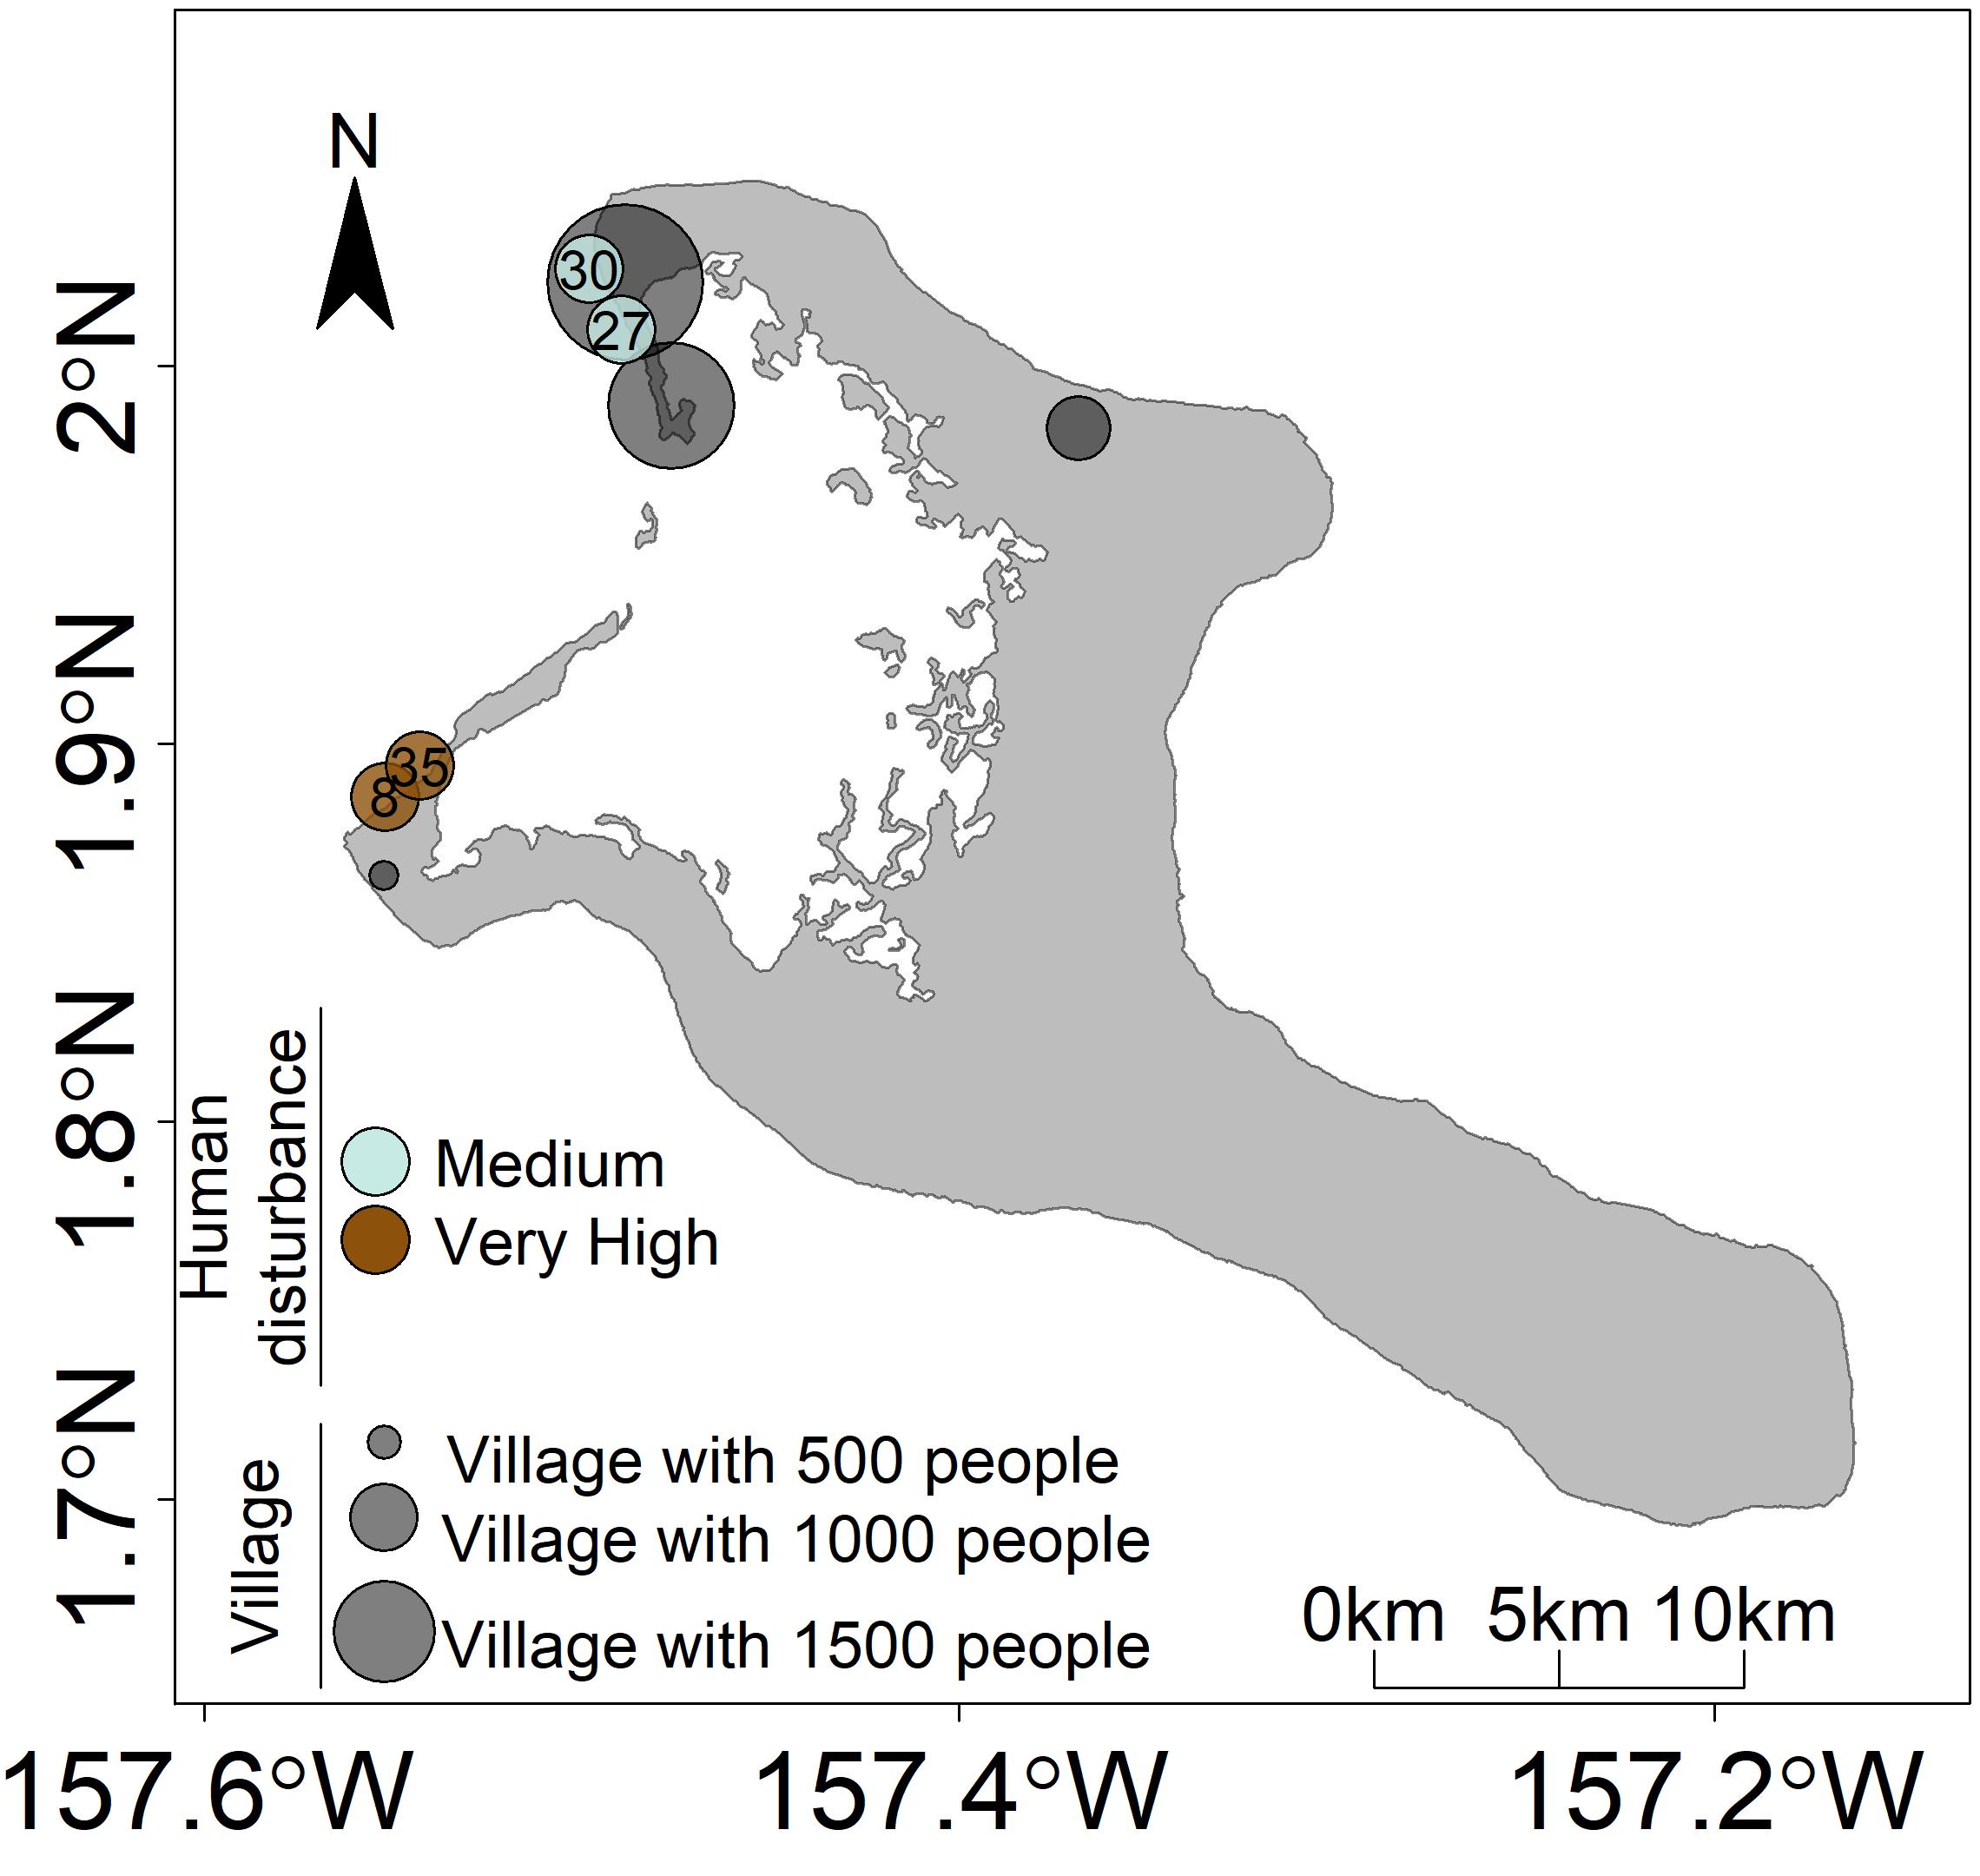 N
30
27
35
8
2°N
1.9°N
1.8°N
1.7°N
Human
disturbance
Medium
Very High
Village
Village with 500 people
Village with 1000 people
Village with 1500 people
0km 5km 10km
157.6°W 157.4°W 157.2°W